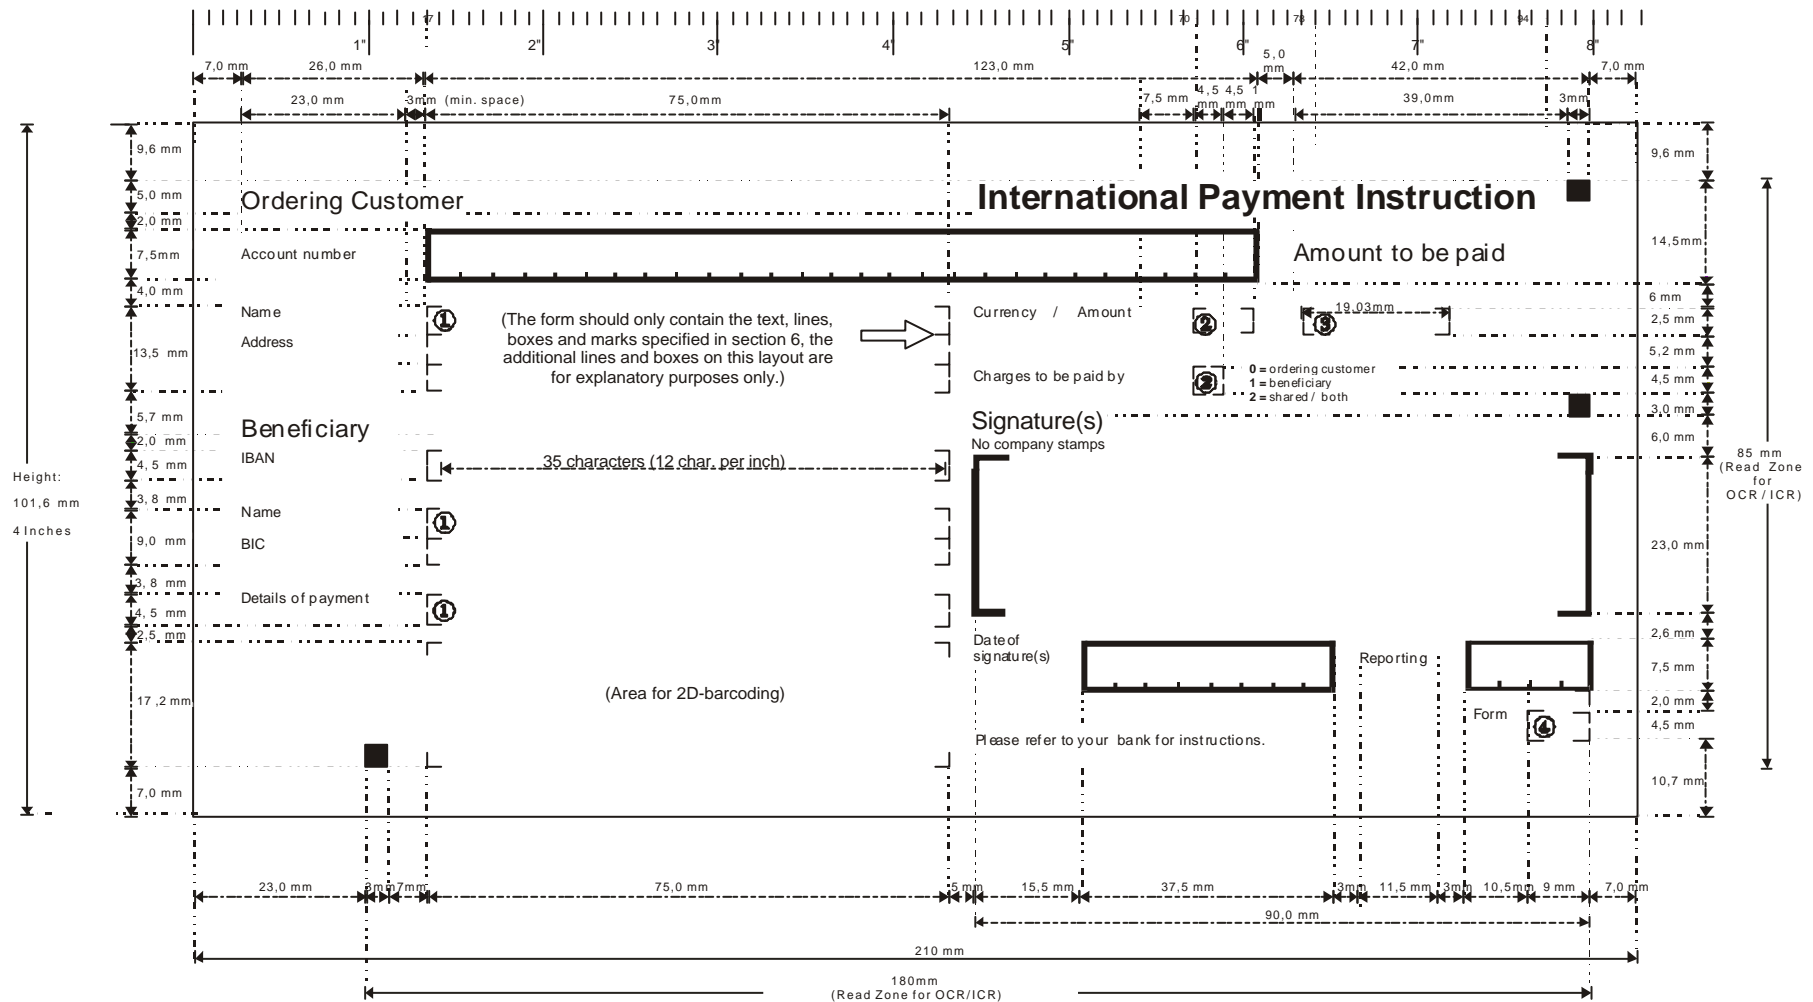 17 70 78 94
1" 2" 3" 4" 5" 6" 7" 8"
7,0 mm 26,0 mm 123,0 mm 5,0 mm 42,0 mm 7,0 mm
23,0 mm 3mm (min. space) 75,0mm 7,5 mm 4,5 mm 4,5 mm 1 mm 39,0mm 3mm
9,6 mm
5,0 mm
2,0 mm
7,5mm
4,0 mm
13,5 mm
5,7 mm
2,0 mm
4,5 mm
3,8 mm
9,0 mm
3,8 mm
4,5 mm
2,5 mm
17,2 mm
7,0 mm
Height:
101,6 mm
4 Inches
Ordering Customer
Account number
Name
Address
1
(The form should only contain the text, lines,
boxes and marks specified in section 6, the
additional lines and boxes on this layout are
for explanatory purposes only.)
Beneficiary
IBAN
35 characters (12 char. per inch)
Name
1
BIC
Details of payment
1
(Area for 2D-barcoding)
International Payment Instruction
Amount to be paid
Currency / Amount
2
3
19,03mm
Charges to be paid by
2
0 = ordering customer
1 = beneficiary
2 = shared / both
Signature(s)
No company stamps
Date of
signature(s)
Reporting
Form
4
Please refer to your bank for instructions.
9,6 mm
14,5mm
6 mm
2,5 mm
5,2 mm
4,5 mm
3,0 mm
6,0 mm
23,0 mm
2,6 mm
7,5 mm
2,0 mm
4,5 mm
10,7mm
85 mm
(Read Zone
for
OCR/ICR)
23,0 mm 3mm 7mm 75,0 mm 5 mm 15,5 mm 37,5 mm 3mm 11,5 mm 3mm 10,5mm 9 mm 7,0 mm
90,0 mm
210 mm
180mm
(Read Zone for OCR/ICR)